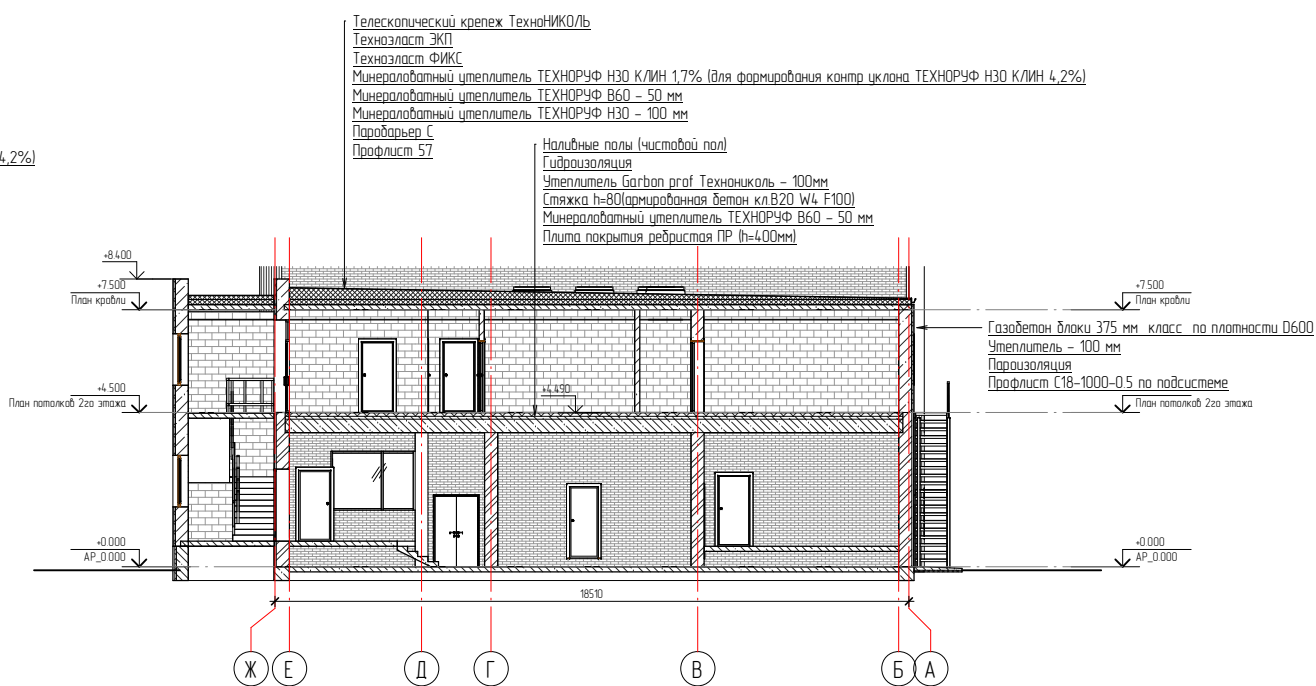 Телескопический крепеж ТехноНИКОЛЬ
Техноэласт ЭКП
Техноэласт ФИКС
Минераловатный утеплитель ТЕХНОРУФ Н30 КЛИН 1,7% (для формирования контр уклона ТЕХНОРУФ Н30 КЛИН 4,2%)
Минераловатный утеплитель ТЕХНОРУФ В60 - 50 мм
Минераловатный утеплитель ТЕХНОРУФ Н30 - 100 мм
Паробарьер С
Профлист 57
4,2%)
Наливные полы (чистовой пол)
Гидроизоляция
Утеплитель Garbon prof Технониколь - 100мм
Стяжка h=80(армированная бетон кл.В20 W4 F100)
Минераловатный утеплитель ТЕХНОРУФ В60 - 50 мм
Плита покрытия ребристая ПР (h=400мм)
+8.400
+7.500
План кровли
+7.500
План кровли
Газобетон блоки 375 мм класс по плотности D600
Утеплитель - 100 мм
Пароизоляция
Профлист С18-1000-0.5 по подсистеме
+4.500
План потолков 2го этажа
+4.490
План потолков 2го этажа
+0.000
АР_0.000
+0.000
АР_0.000
18510
Ж Е Д Г В Б А